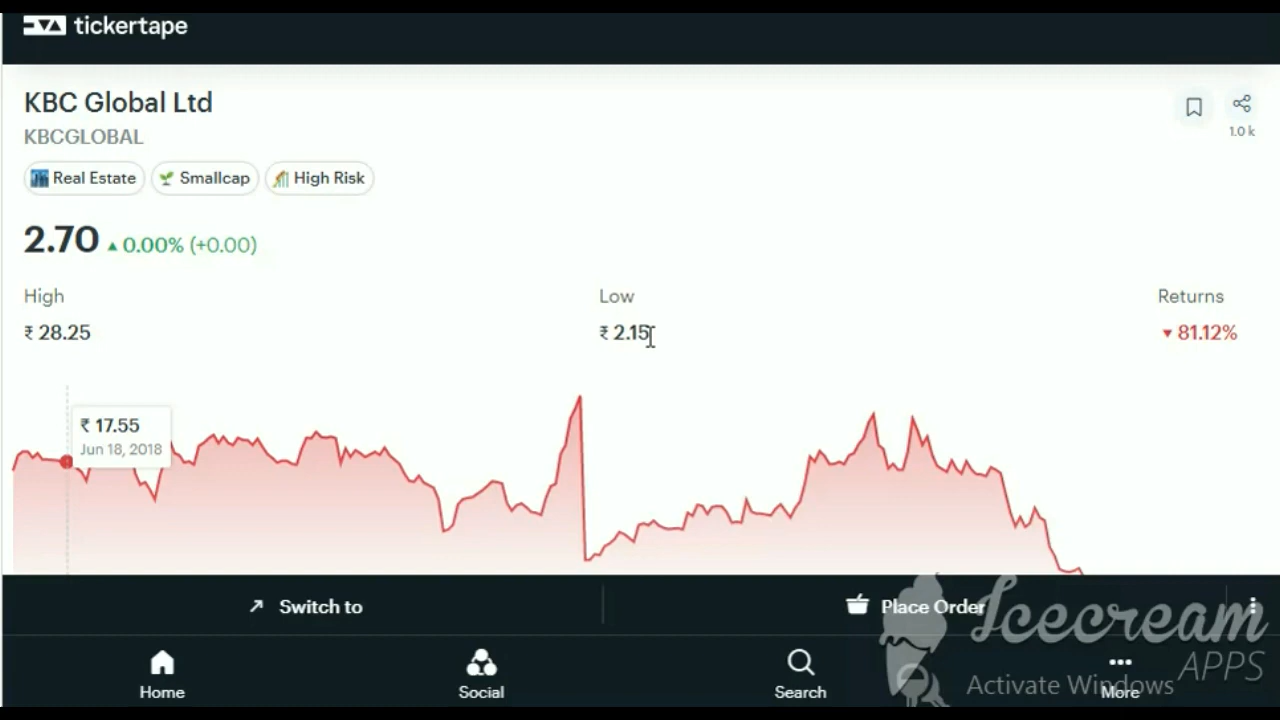 tickertape
KBC Global Ltd
KBCGLOBAL
1.0 k
Real Estate Smallcap High Risk
2.70 ▲ 0.00% (+0.00)
High Low Returns
₹ 28.25 ₹ 2.15 ▼ 81.12%
₹ 17.55
Jun 18, 2018
Switch to Place Order
Icecream
APPS
Home Social Search More
Activate Windows